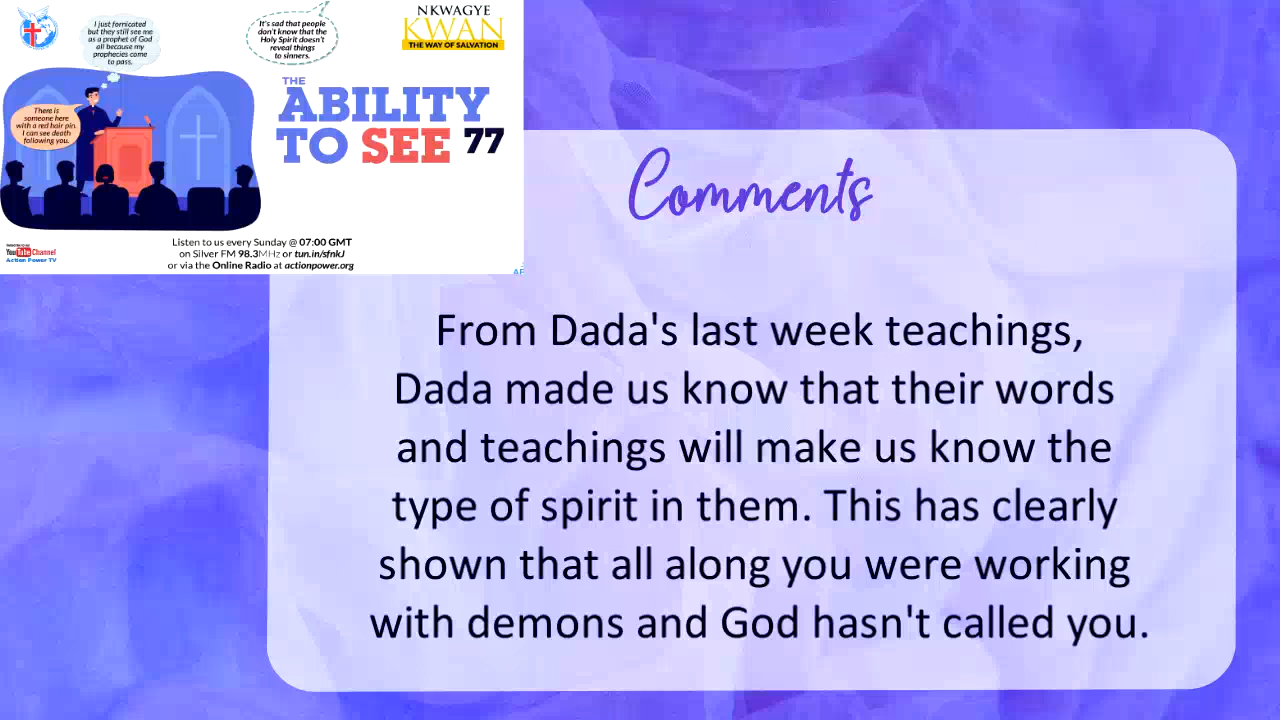 I just fornicated
but they still see me
as a prophet of God
all because my
prophecies come
to pass.
It's sad that people
don't know that the
Holy Spirit doesn't
reveal things
to sinners.
NKWAGYE
KWAN
THE WAY OF SALVATION
There is
someone here
with a red hair pin.
I can see death
following you.
THE
ABILITY
TO SEE 77
YouTube Channel
Action Power TV
Listen to us every Sunday @ 07:00 GMT
on Silver FM 98.3MHz or tun.in/sfnkJ
or via the Online Radio at actionpower.org
Comments
From Dada's last week teachings,
Dada made us know that their words
and teachings will make us know the
type of spirit in them. This has clearly
shown that all along you were working
with demons and God hasn't called you.